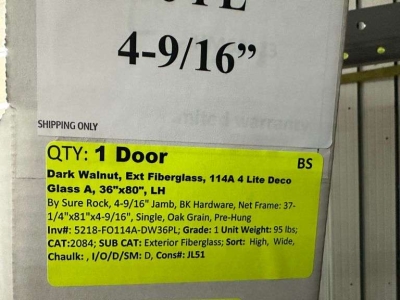 4-9/16”
SHIPPING ONLY
QTY: 1 Door
BS
Dark Walnut, Ext Fiberglass, 114A 4 Lite Deco
Glass A, 36"x80", LH
By Sure Rock, 4-9/16" Jamb, BK Hardware, Net Frame: 37-
1/4"x81"x4-9/16", Single, Oak Grain, Pre-Hung
Inv#: 5218-FO114A-DW36PL; Grade: 1 Unit Weight: 95 lbs;
CAT:2084; SUB CAT: Exterior Fiberglass; Sort: High, Wide,
Chaulk: , I/O/D/SM: D, Cons#: JL51